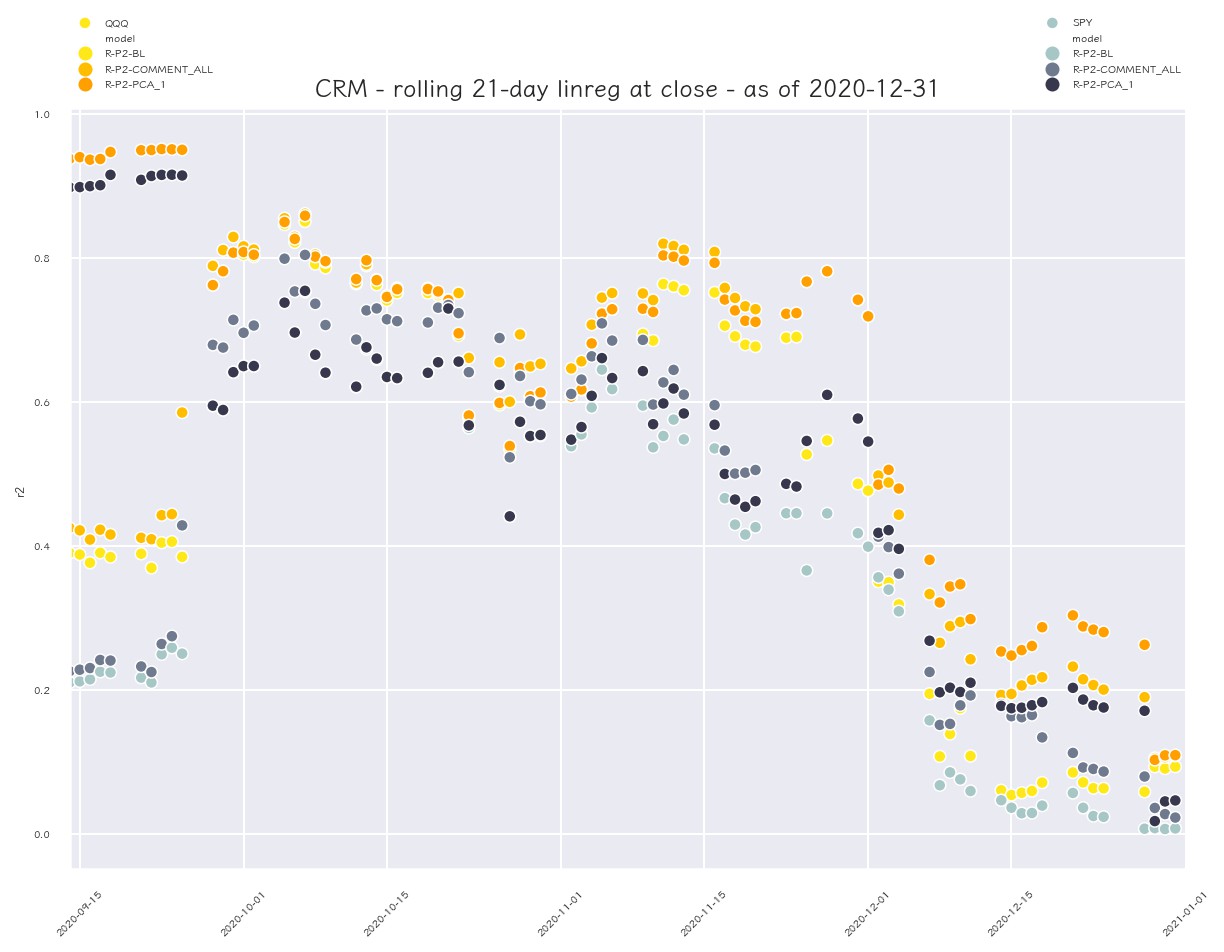 QQQ
model
R-P2-BL
R-P2-COMMENT_ALL
R-P2-PCA_1
SPY
model
R-P2-BL
R-P2-COMMENT_ALL
R-P2-PCA_1
CRM - rolling 21-day linreg at close - as of 2020-12-31
1.0
0.8
0.6
0.4
0.2
0.0
r2
2020-09-15
2020-10-01
2020-10-15
2020-11-01
2020-11-15
2020-12-01
2020-12-15
2021-01-01